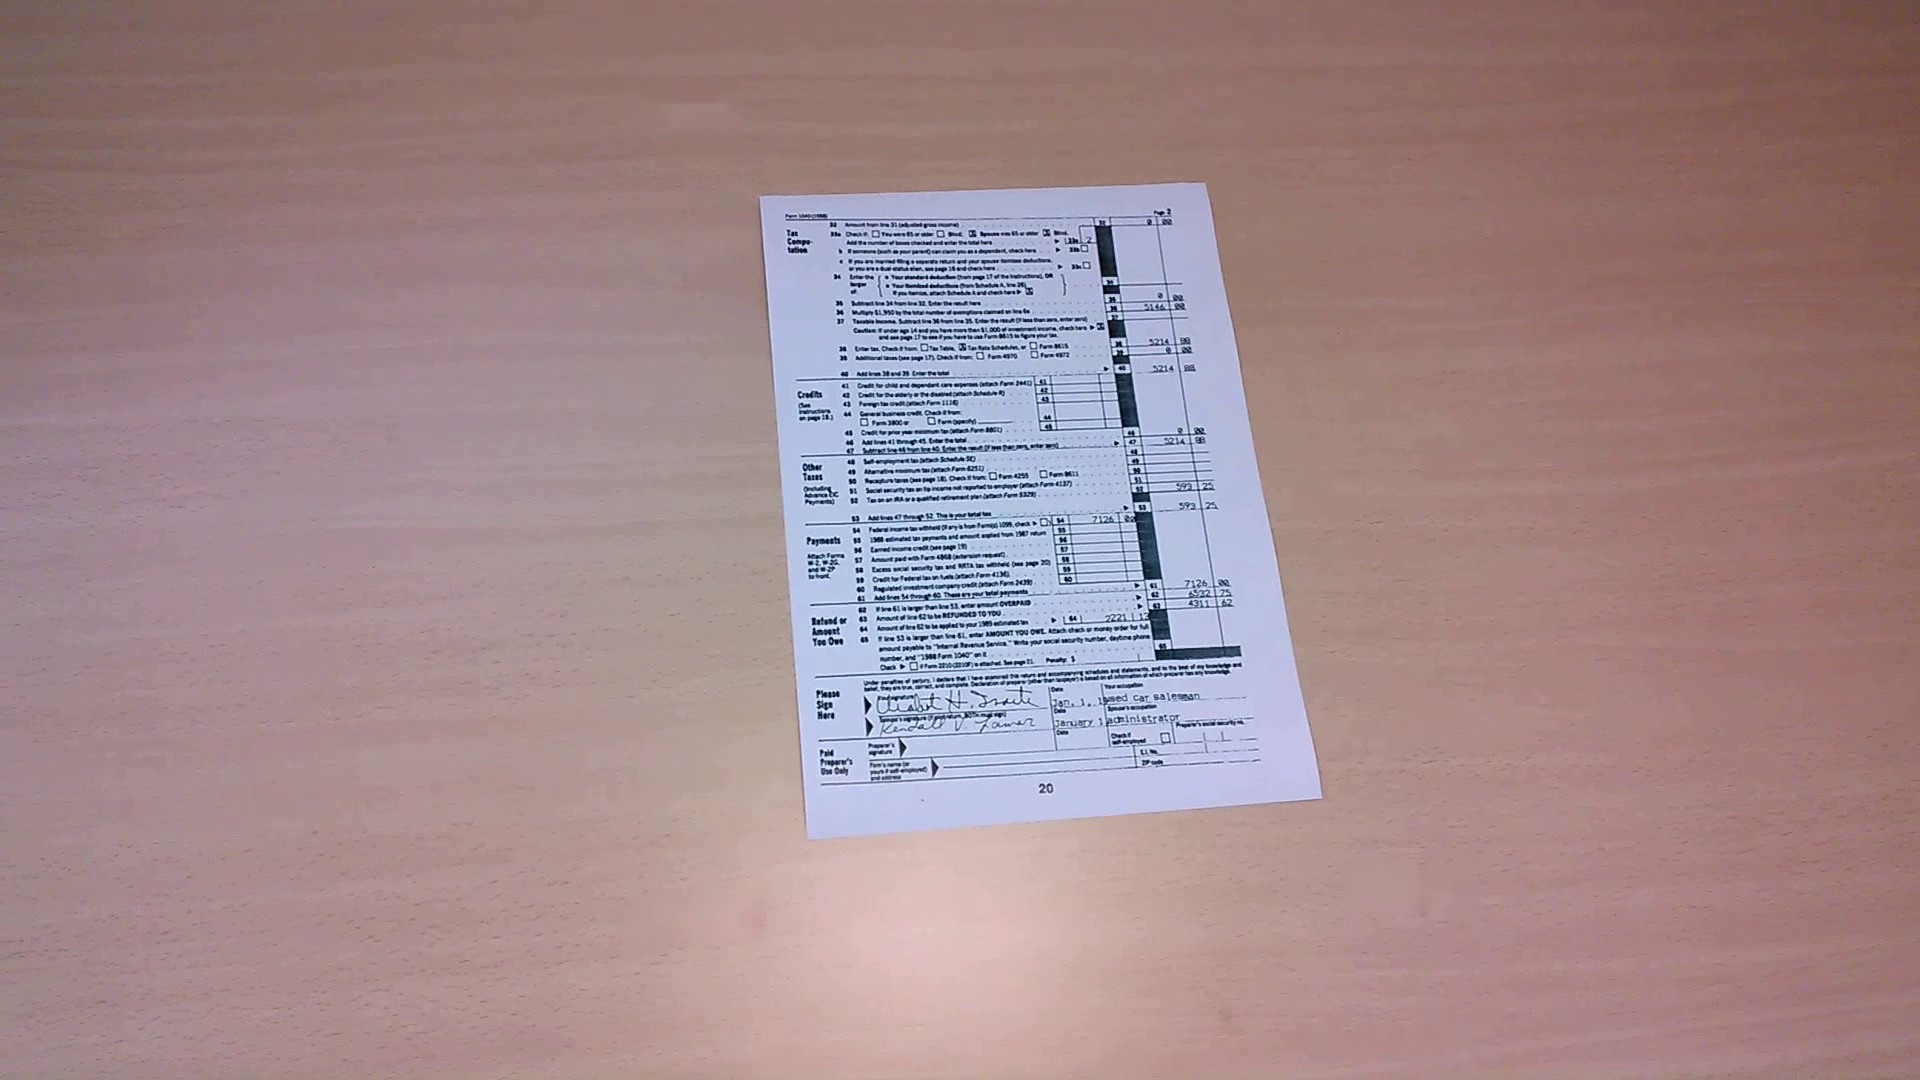 Form 1040 (1988) Page 2
32 Amount from line 31 (adjusted gross income) 32 0 00
Tax Compu- tation
33a Check if: You were 65 or older Blind; Spouse was 65 or older Blind.
Add the number of boxes checked and enter the total here 33a 2
b If someone (such as your parent) can claim you as a dependent, check here 33b
c If you are married filing a separate return and your spouse itemizes deductions,
or you are a dual-status alien, see page 16 and check here 33c
34 Enter the larger of: Your standard deduction (from page 17 of the Instructions), OR
Your itemized deductions (from Schedule A, line 26).
If you itemize, attach Schedule A and check here 34
35 Subtract line 34 from line 32. Enter the result here 35 0 00
36 Multiply $1,950 by the total number of exemptions claimed on line 6e 36 5146 00
37 Taxable income. Subtract line 36 from line 35. Enter the result (if less than zero, enter zero) 37
Caution: If under age 14 and you have more than $1,000 of investment income, check here
and see page 17 to see if you have to use Form 8615 to figure your tax.
38 Enter tax. Check if from: Tax Table, Tax Rate Schedules, or Form 8615 38 5214 88
39 Additional taxes (see page 17). Check if from: Form 4970 Form 4972 39 0 00
40 Add lines 38 and 39. Enter the total 40 5214 88
Credits
(See Instructions on page 18.)
41 Credit for child and dependent care expenses (attach Form 2441) 41
42 Credit for the elderly or the disabled (attach Schedule R) 42
43 Foreign tax credit (attach Form 1116) 43
44 General business credit. Check if from:
Form 3800 or Form (specify) 44
45 Credit for prior year minimum tax (attach Form 8801) 45
46 Add lines 41 through 45. Enter the total 46 0 00
47 Subtract line 46 from line 40. Enter the result (if less than zero, enter zero) 47 5214 88
Other Taxes
(Including Advance EIC Payments)
48 Self-employment tax (attach Schedule SE) 48
49 Alternative minimum tax (attach Form 6251) 49
50 Recapture taxes (see page 18). Check if from: Form 4255 Form 8611 50
51 Social security tax on tip income not reported to employer (attach Form 4137) 51
52 Tax on an IRA or a qualified retirement plan (attach Form 5329) 52 593 25
53 Add lines 47 through 52. This is your total tax 53 593 25
Payments
Attach Forms W-2, W-2G, and W-2P to front.
54 Federal income tax withheld (if any is from Form(s) 1099, check ) 54 7126 00
55 1988 estimated tax payments and amount applied from 1987 return 55
56 Earned income credit (see page 19) 56
57 Amount paid with Form 4868 (extension request) 57
58 Excess social security tax and RRTA tax withheld (see page 20) 58
59 Credit for Federal tax on fuels (attach Form 4136) 59
60 Regulated investment company credit (attach Form 2439) 60
61 Add lines 54 through 60. These are your total payments 61 7126 00
Refund or Amount You Owe
62 If line 61 is larger than line 53, enter amount OVERPAID 62 6532 75
63 Amount of line 62 to be REFUNDED TO YOU 63 4311 62
64 Amount of line 62 to be applied to your 1989 estimated tax 64 2221 13
65 If line 53 is larger than line 61, enter AMOUNT YOU OWE. Attach check or money order for full
amount payable to "Internal Revenue Service." Write your social security number, daytime phone
number, and "1988 Form 1040" on it 65
Check if Form 2210 (2210F) is attached. See page 21. Penalty: $
Please Sign Here
Under penalties of perjury, I declare that I have examined this return and accompanying schedules and statements, and to the best of my knowledge and
belief, they are true, correct, and complete. Declaration of preparer (other than taxpayer) is based on all information of which preparer has any knowledge.
Your signature Date Your occupation
Jan. 1, 1 used car salesman
Spouse's signature (if joint return, BOTH must sign) Date Spouse's occupation
Kendall V. January 1 administrator
Paid Preparer's Use Only
Preparer's signature Date Check if self-employed Preparer's social security no.
Firm's name (or yours if self-employed) and address E.I. No.
ZIP code
20